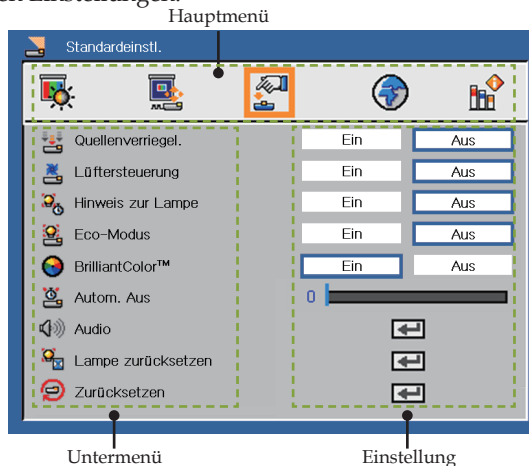 Hauptmenü
Standardeinstl.
Quellenverriegel. Ein Aus
Lüftersteuerung Ein Aus
Hinweis zur Lampe Ein Aus
Eco-Modus Ein Aus
BrilliantColor™ Ein Aus
Autom. Aus 0
Audio
Lampe zurücksetzen
Zurücksetzen
Untermenü Einstellung